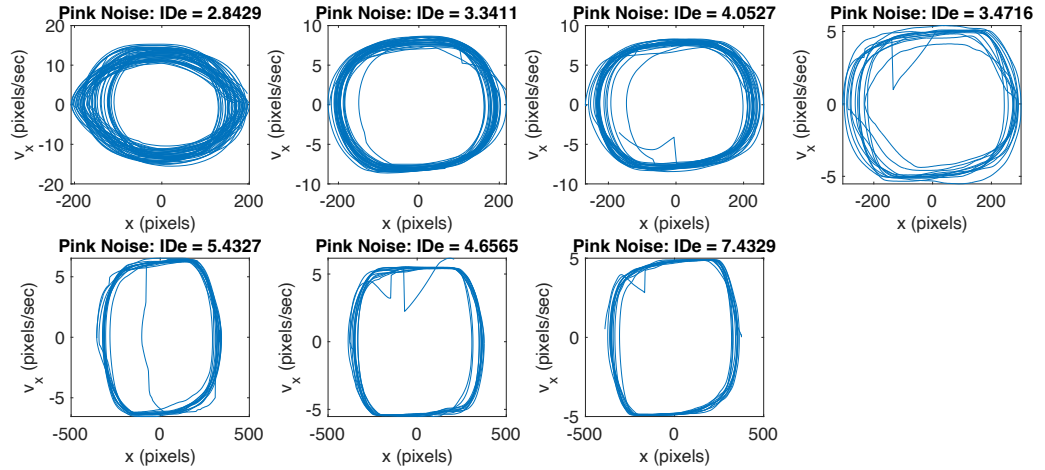 Pink Noise: IDe = 2.8429
Pink Noise: IDe = 3.3411
Pink Noise: IDe = 4.0527
Pink Noise: IDe = 3.4716
20
10
0
-10
-20
v_x (pixels/sec)
-200
0
200
x (pixels)
10
5
0
-5
-10
v_x (pixels/sec)
-200
0
200
x (pixels)
10
5
0
-5
-10
v_x (pixels/sec)
-200
0
200
x (pixels)
5
0
-5
v_x (pixels/sec)
-200
0
200
x (pixels)
Pink Noise: IDe = 5.4327
Pink Noise: IDe = 4.6565
Pink Noise: IDe = 7.4329
5
0
-5
v_x (pixels/sec)
-500
0
500
x (pixels)
5
0
-5
v_x (pixels/sec)
-500
0
500
x (pixels)
5
0
-5
v_x (pixels/sec)
-500
0
500
x (pixels)